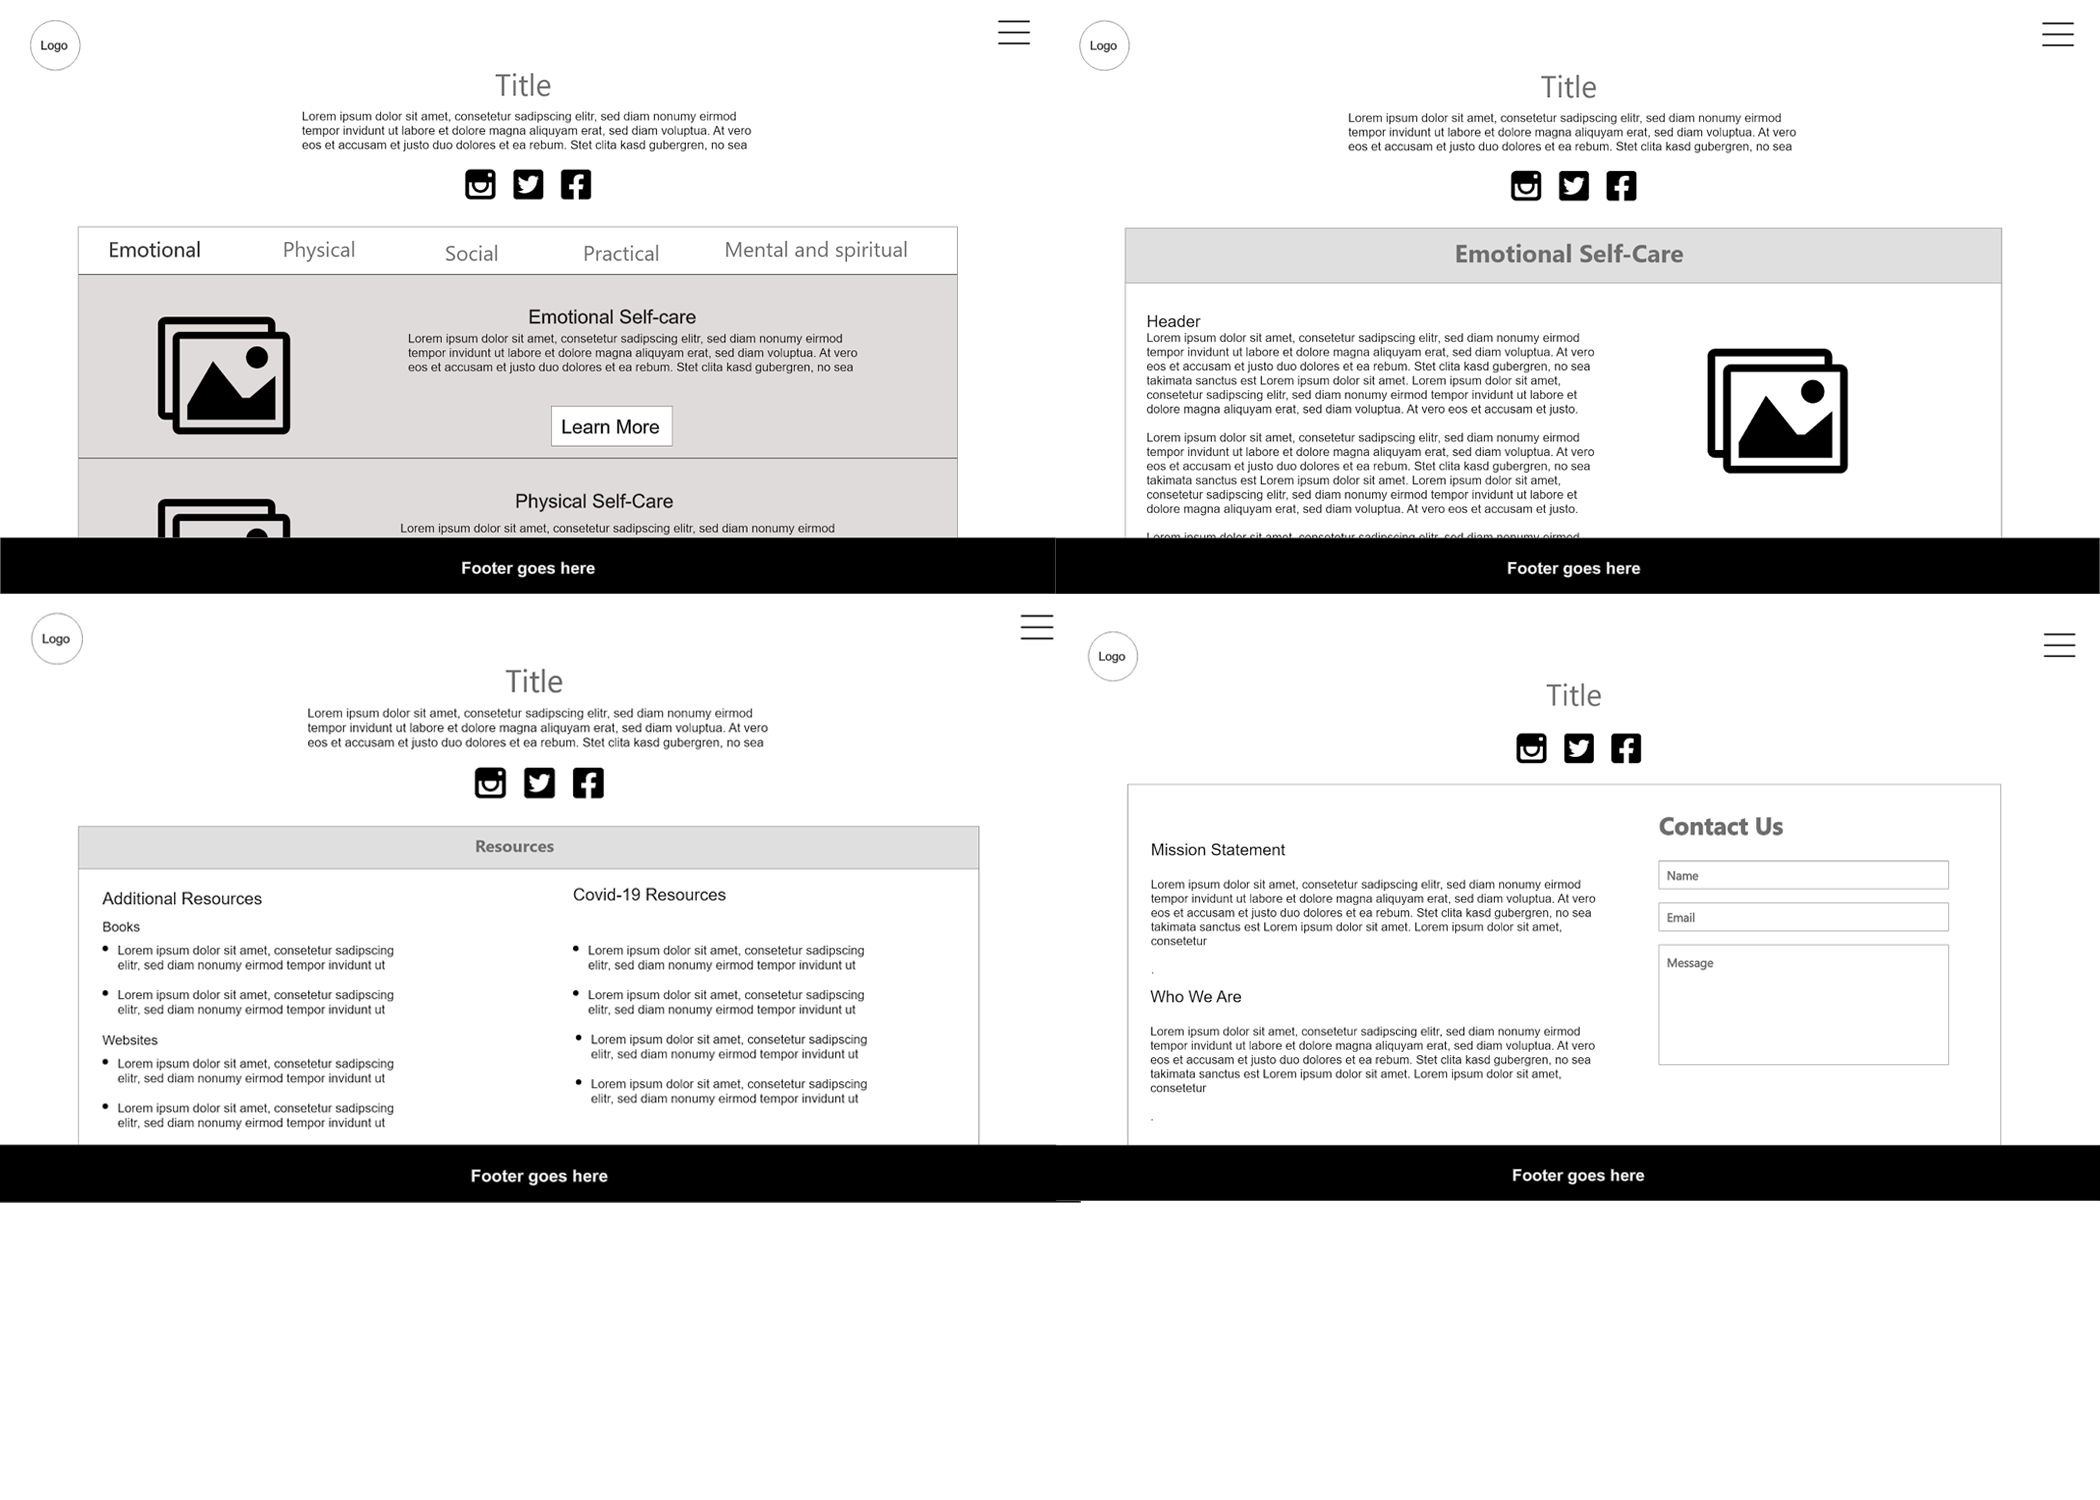 Logo
Title
Lorem ipsum dolor sit amet, consetetur sadipscing elitr, sed diam nonumy eirmod
tempor invidunt ut labore et dolore magna aliquyam erat, sed diam voluptua. At vero
eos et accusam et justo duo dolores et ea rebum. Stet clita kasd gubergren, no sea
Emotional Physical Social Practical Mental and spiritual
Emotional Self-care
Lorem ipsum dolor sit amet, consetetur sadipscing elitr, sed diam nonumy eirmod
tempor invidunt ut labore et dolore magna aliquyam erat, sed diam voluptua. At vero
eos et accusam et justo duo dolores et ea rebum. Stet clita kasd gubergren, no sea
Learn More
Physical Self-Care
Lorem ipsum dolor sit amet, consetetur sadipscing elitr, sed diam nonumy eirmod
Footer goes here
Logo
Title
Lorem ipsum dolor sit amet, consetetur sadipscing elitr, sed diam nonumy eirmod
tempor invidunt ut labore et dolore magna aliquyam erat, sed diam voluptua. At vero
eos et accusam et justo duo dolores et ea rebum. Stet clita kasd gubergren, no sea
Emotional Self-Care
Header
Lorem ipsum dolor sit amet, consetetur sadipscing elitr, sed diam nonumy eirmod
tempor invidunt ut labore et dolore magna aliquyam erat, sed diam voluptua. At vero
eos et accusam et justo duo dolores et ea rebum. Stet clita kasd gubergren, no sea
takimata sanctus est Lorem ipsum dolor sit amet. Lorem ipsum dolor sit amet,
consetetur sadipscing elitr, sed diam nonumy eirmod tempor invidunt ut labore et
dolore magna aliquyam erat, sed diam voluptua. At vero eos et accusam et justo.
Lorem ipsum dolor sit amet, consetetur sadipscing elitr, sed diam nonumy eirmod
tempor invidunt ut labore et dolore magna aliquyam erat, sed diam voluptua. At vero
eos et accusam et justo duo dolores et ea rebum. Stet clita kasd gubergren, no sea
takimata sanctus est Lorem ipsum dolor sit amet. Lorem ipsum dolor sit amet,
consetetur sadipscing elitr, sed diam nonumy eirmod tempor invidunt ut labore et
dolore magna aliquyam erat, sed diam voluptua. At vero eos et accusam et justo.
Lorem ipsum dolor sit amet, consetetur sadipscing elitr, sed diam nonumy eirmod
Footer goes here
Logo
Title
Lorem ipsum dolor sit amet, consetetur sadipscing elitr, sed diam nonumy eirmod
tempor invidunt ut labore et dolore magna aliquyam erat, sed diam voluptua. At vero
eos et accusam et justo duo dolores et ea rebum. Stet clita kasd gubergren, no sea
Resources
Additional Resources
Books
• Lorem ipsum dolor sit amet, consetetur sadipscing
elitr, sed diam nonumy eirmod tempor invidunt ut
• Lorem ipsum dolor sit amet, consetetur sadipscing
elitr, sed diam nonumy eirmod tempor invidunt ut
Websites
• Lorem ipsum dolor sit amet, consetetur sadipscing
elitr, sed diam nonumy eirmod tempor invidunt ut
• Lorem ipsum dolor sit amet, consetetur sadipscing
elitr, sed diam nonumy eirmod tempor invidunt ut
Covid-19 Resources
• Lorem ipsum dolor sit amet, consetetur sadipscing
elitr, sed diam nonumy eirmod tempor invidunt ut
• Lorem ipsum dolor sit amet, consetetur sadipscing
elitr, sed diam nonumy eirmod tempor invidunt ut
• Lorem ipsum dolor sit amet, consetetur sadipscing
elitr, sed diam nonumy eirmod tempor invidunt ut
• Lorem ipsum dolor sit amet, consetetur sadipscing
elitr, sed diam nonumy eirmod tempor invidunt ut
Footer goes here
Logo
Title
Mission Statement
Lorem ipsum dolor sit amet, consetetur sadipscing elitr, sed diam nonumy eirmod
tempor invidunt ut labore et dolore magna aliquyam erat, sed diam voluptua. At vero
eos et accusam et justo duo dolores et ea rebum. Stet clita kasd gubergren, no sea
takimata sanctus est Lorem ipsum dolor sit amet. Lorem ipsum dolor sit amet,
consetetur
.
Who We Are
Lorem ipsum dolor sit amet, consetetur sadipscing elitr, sed diam nonumy eirmod
tempor invidunt ut labore et dolore magna aliquyam erat, sed diam voluptua. At vero
eos et accusam et justo duo dolores et ea rebum. Stet clita kasd gubergren, no sea
takimata sanctus est Lorem ipsum dolor sit amet. Lorem ipsum dolor sit amet,
consetetur
.
Contact Us
Name
Email
Message
Footer goes here